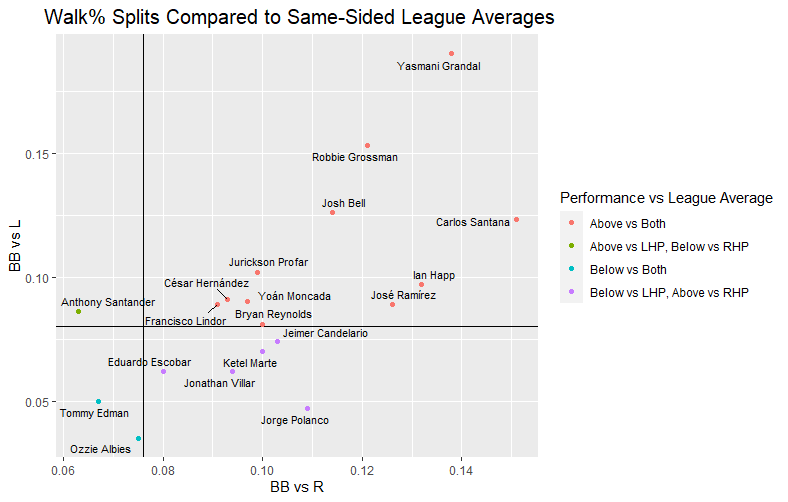 Walk% Splits Compared to Same-Sided League Averages
Yasmani Grandal
0.15
Robbie Grossman
Performance vs League Average
Josh Bell
Above vs Both
Carlos Santana
Above vs LHP, Below vs RHP
BB vs L
Below vs Both
Jurickson Profar
Ian Happ
0.10
César Hernández
Below vs LHP, Above vs RHP
Yoán Moncada
José Ramírez
Anthony Santander
Bryan Reynolds
Francisco Lindor
Jeimer Candelario
Eduardo Escobar
Ketel Marte
Jonathan Villar
0.05
Tommy Edman
Jorge Polanco
Ozzie Albies
0.06
0.08
0.10
0.12
0.14
BB vs R